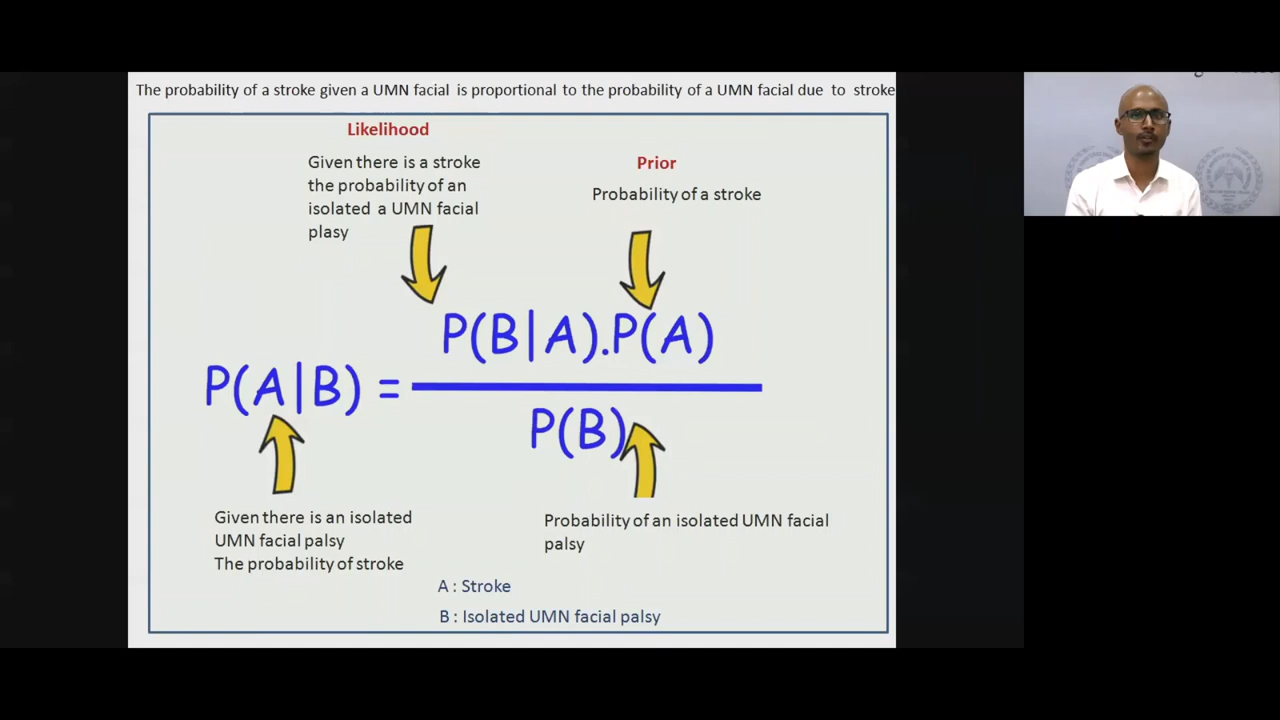 The probability of a stroke given a UMN facial is proportional to the probability of a UMN facial due to stroke
Likelihood
Given there is a stroke
the probability of an
isolated a UMN facial
plasy
Prior
Probability of a stroke
P(B|A).P(A)
P(A|B) =
P(B)
Given there is an isolated
UMN facial palsy
The probability of stroke
Probability of an isolated UMN facial
palsy
A : Stroke
B : Isolated UMN facial palsy